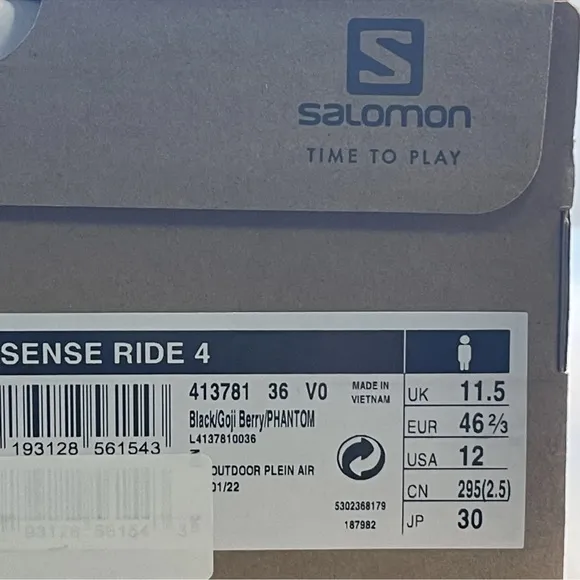 S
SALOMON
TIME TO PLAY
SENSE RIDE 4
413781 36 V0
MADE IN
VIETNAM
Black/Goji Berry/PHANTOM
L4137810036
193128 561543
OUTDOOR PLEIN AIR
01/22
5302368179
187982
UK 11.5
EUR 46 2/3
USA 12
CN 295(2.5)
JP 30